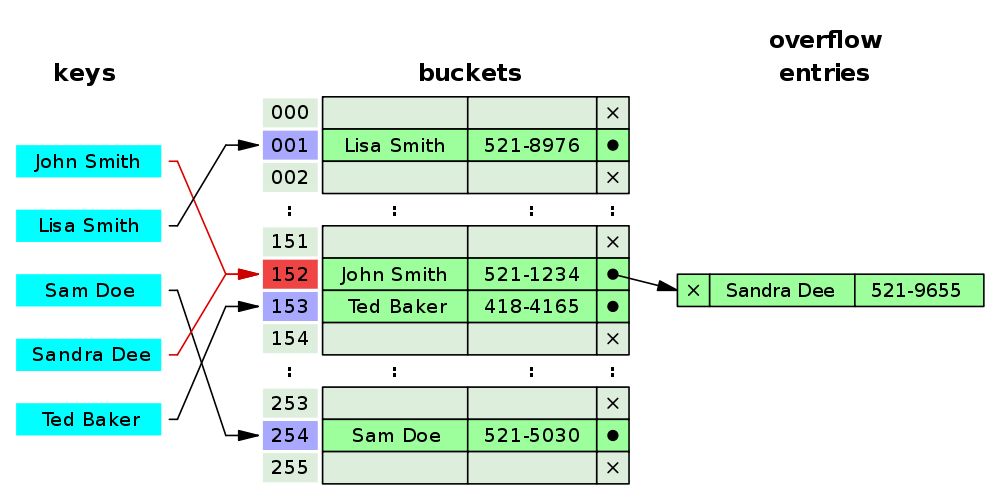 keys
buckets
overflow
entries
John Smith
Lisa Smith
Sam Doe
Sandra Dee
Ted Baker
000 ×
001 Lisa Smith 521-8976 ●
002 ×
: : : :
151 ×
152 John Smith 521-1234 ●
153 Ted Baker 418-4165 ●
154 ×
: : : :
253 ×
254 Sam Doe 521-5030 ●
255 ×
× Sandra Dee 521-9655